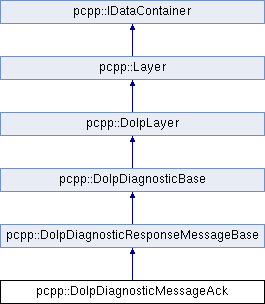 pcpp::IDataContainer
pcpp::Layer
pcpp::DoIpLayer
pcpp::DoIpDiagnosticBase
pcpp::DoIpDiagnosticResponseMessageBase
pcpp::DoIpDiagnosticMessageAck